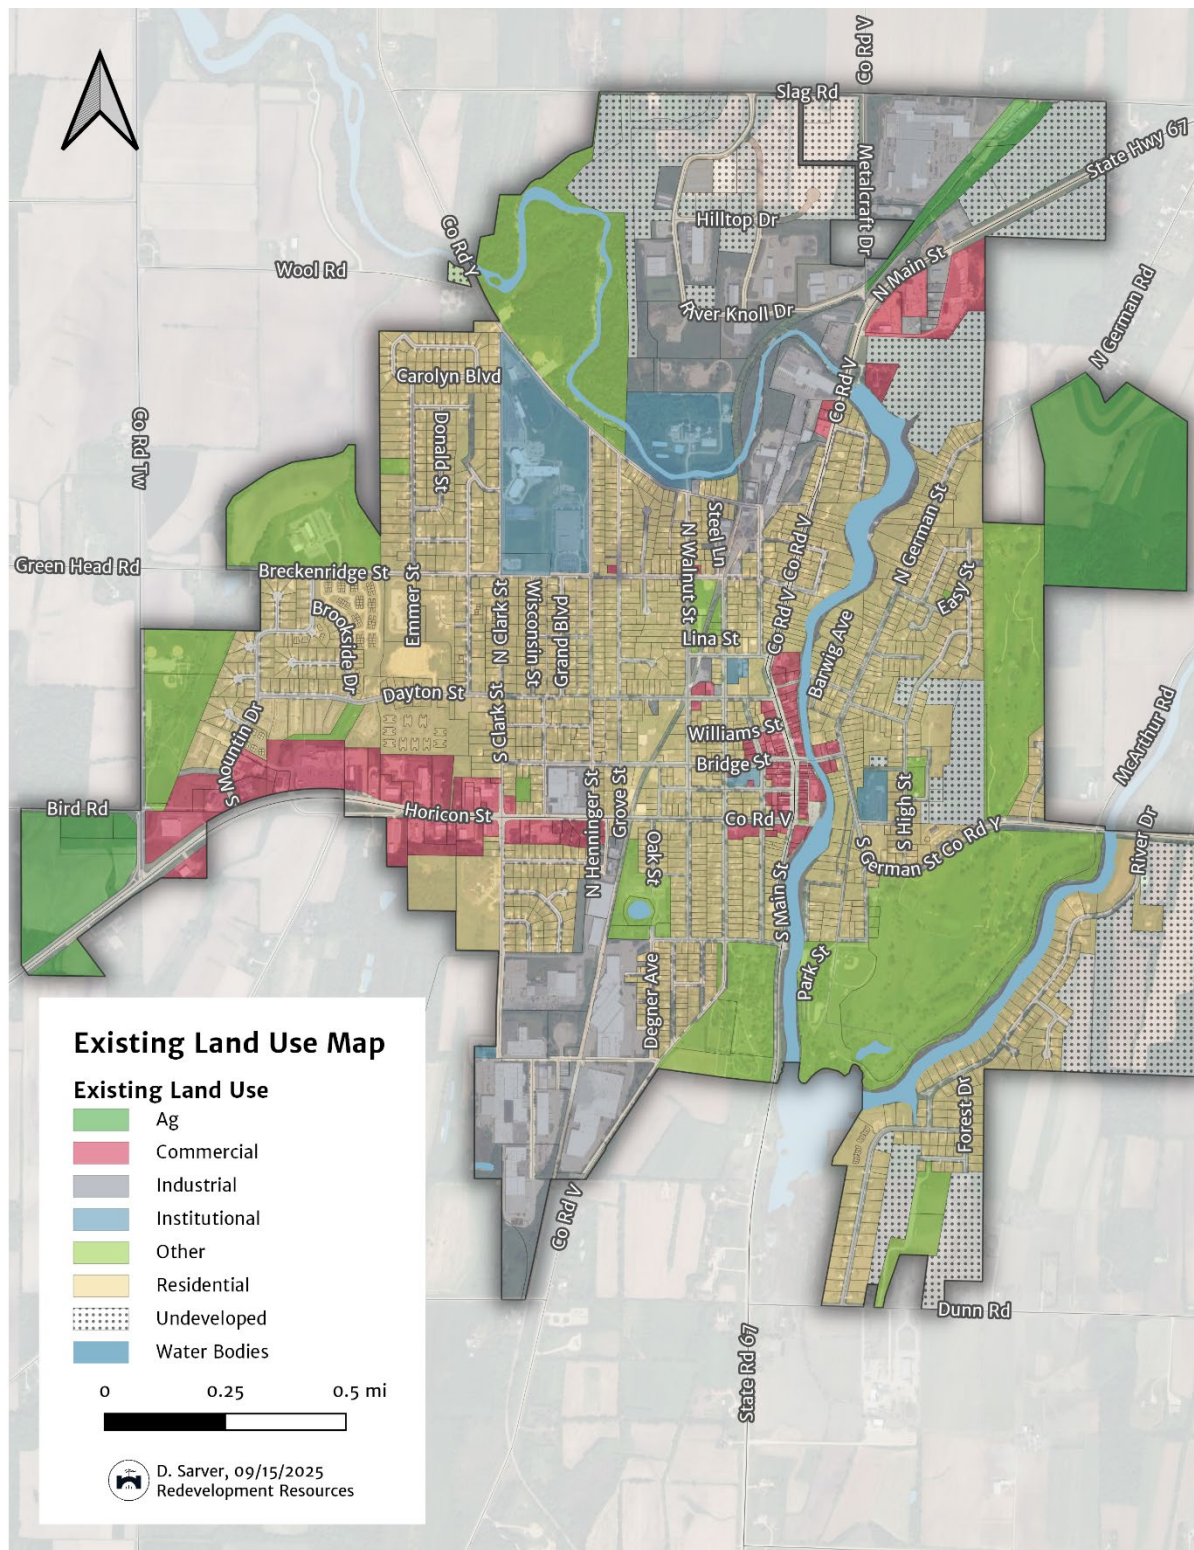 Co Rd V
Slag Rd
State Hwy 67
Metalcraft Dr
Hilltop Dr
Co Rd Y
Wool Rd
N Main St
River Knoll Dr
N German Rd
Carolyn Blvd
Co Rd V
Co Rd Tw
Donald St
Steel Ln
N Walnut St
Co Rd V
N German St
Green Head Rd
Breckenridge St
Emmer St
N Clark St
Wisconsin St
Grand Blvd
Easy St
Brookside Dr
Lina St
Co Rd V
Barwig Ave
Dayton St
S Clark St
S Mountin Dr
Williams St
Bridge St
McArthur Rd
Bird Rd
Horicon St
N Henninger St
Grove St
Co Rd V
S High St
Oak St
S German St
Co Rd Y
River Dr
S Main St
Park St
Degner Ave
Forest Dr
Co Rd V
Dunn Rd
State Rd 67
Existing Land Use Map
Existing Land Use
Ag
Commercial
Industrial
Institutional
Other
Residential
Undeveloped
Water Bodies
0 0.25 0.5 mi
D. Sarver, 09/15/2025
Redevelopment Resources